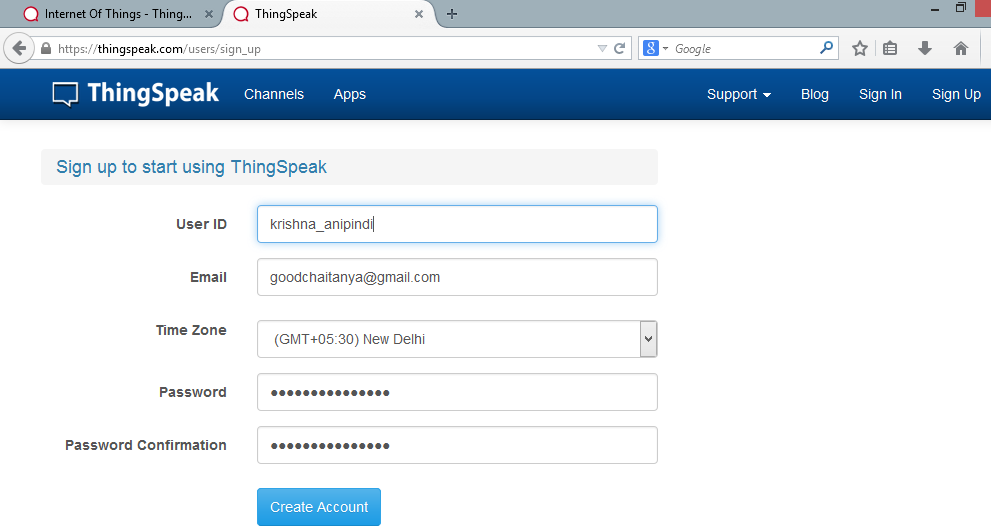 Internet Of Things - Thing... × ThingSpeak × +
https://thingspeak.com/users/sign_up Google
ThingSpeak Channels Apps Support Blog Sign In Sign Up
Sign up to start using ThingSpeak
User ID krishna_anipindi
Email goodchaitanya@gmail.com
Time Zone (GMT+05:30) New Delhi
Password ●●●●●●●●●●●●●●●
Password Confirmation ●●●●●●●●●●●●●●●
Create Account